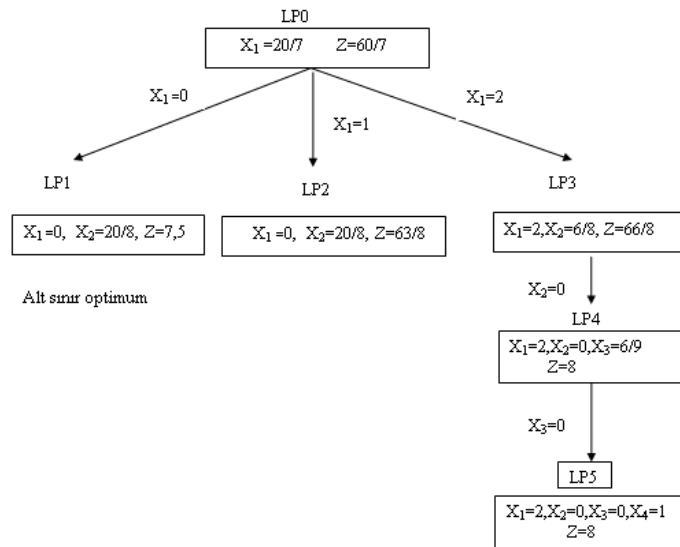 LP0
X₁ =20/7 Z=60/7
X₁=0
X₁=1
X₁=2
LP1
LP2
LP3
X₁=0, X₂=20/8, Z=7,5
X₁ =0, X₂=20/8, Z=63/8
X₁=2,X₂=6/8, Z=66/8
Alt sınır optimum
X₂=0
LP4
X₁=2,X₂=0,X₃=6/9
Z=8
X₃=0
LP5
X₁=2,X₂=0,X₃=0,X₄=1
Z=8